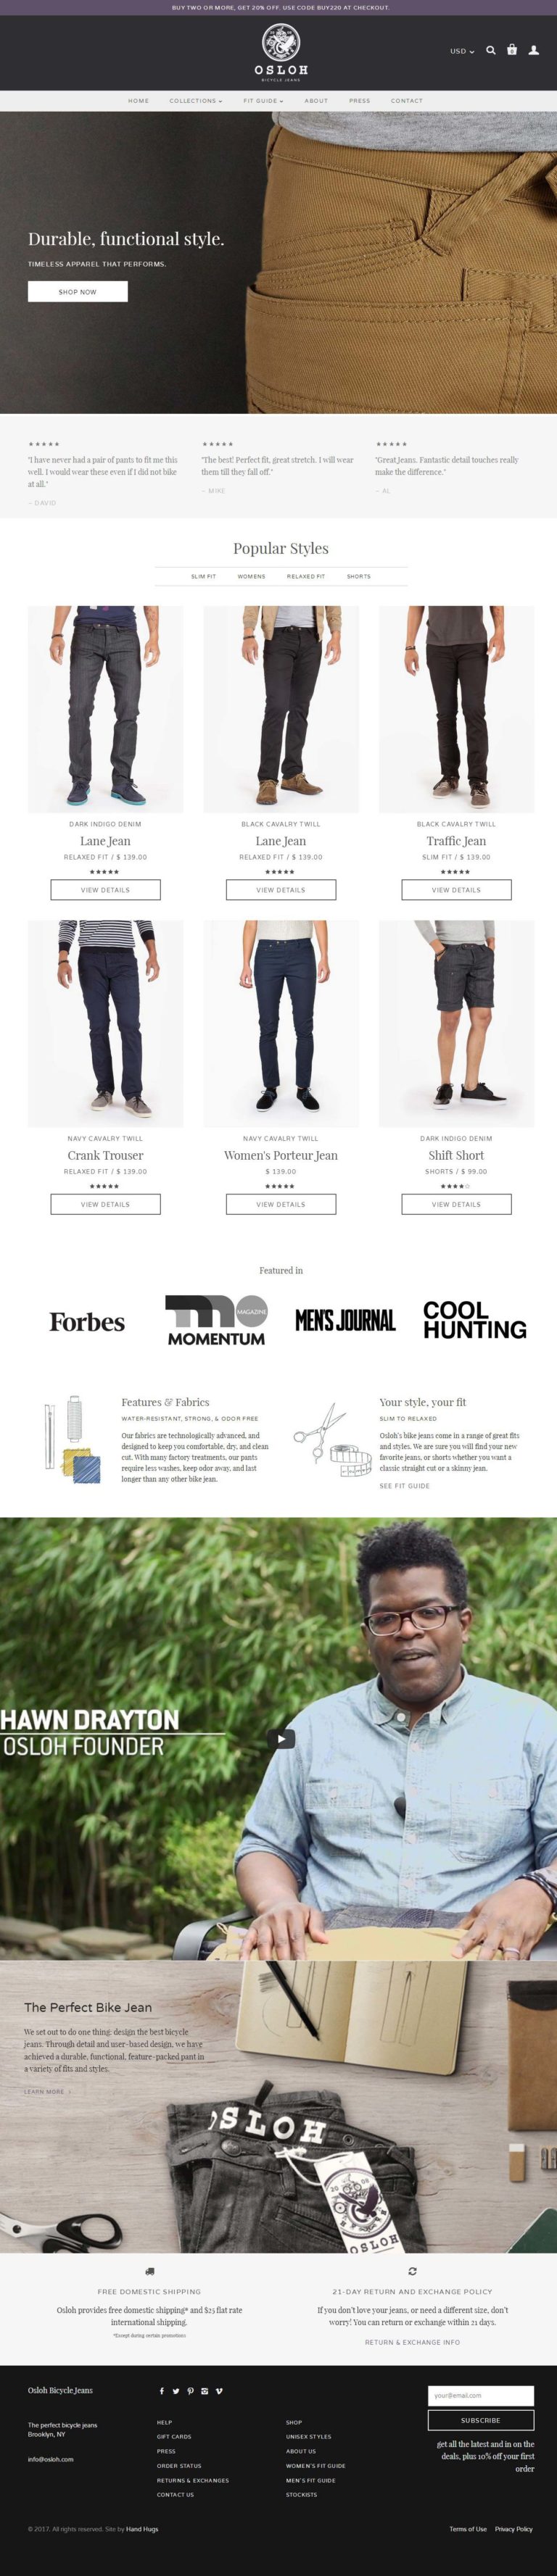 BUY TWO OR MORE, GET 20% OFF. USE CODE BUY220 AT CHECKOUT.
OSLOH
BICYCLE JEANS
USD
HOME COLLECTIONS FIT GUIDE ABOUT PRESS CONTACT
Durable, functional style.
TIMELESS APPAREL THAT PERFORMS.
SHOP NOW
"I have never had a pair of pants to fit me this
well. I would wear these even if I did not bike
at all."
– DAVID
"The best! Perfect fit, great stretch. I will wear
them till they fall off."
– MIKE
"Great Jeans. Fantastic detail touches really
make the difference."
– AL
Popular Styles
SLIM FIT WOMENS RELAXED FIT SHORTS
DARK INDIGO DENIM
Lane Jean
RELAXED FIT / $ 139.00
VIEW DETAILS
BLACK CAVALRY TWILL
Lane Jean
RELAXED FIT / $ 139.00
VIEW DETAILS
BLACK CAVALRY TWILL
Traffic Jean
SLIM FIT / $ 139.00
VIEW DETAILS
NAVY CAVALRY TWILL
Crank Trouser
RELAXED FIT / $ 139.00
VIEW DETAILS
NAVY CAVALRY TWILL
Women's Porteur Jean
$ 139.00
VIEW DETAILS
DARK INDIGO DENIM
Shift Short
SHORTS / $ 99.00
VIEW DETAILS
Featured in
Forbes
MAGAZINE
MOMENTUM
MEN'S JOURNAL
COOL
HUNTING
Features & Fabrics
WATER-RESISTANT, STRONG, & ODOR FREE
Our fabrics are technologically advanced, and
designed to keep you comfortable, dry, and clean
cut. With many factory treatments, our pants
require less washes, keep odor away, and last
longer than any other bike jean.
Your style, your fit
SLIM TO RELAXED
Osloh's bike jeans come in a range of great fits
and styles. We are sure you will find your new
favorite jeans, or shorts whether you want a
classic straight cut or a skinny jean.
SEE FIT GUIDE
HAWN DRAYTON
OSLOH FOUNDER
The Perfect Bike Jean
We set out to do one thing: design the best bicycle
jeans. Through detail and user-based design, we have
achieved a durable, functional, feature-packed pant in
a variety of fits and styles.
LEARN MORE
OSLOH
OSLOH
FREE DOMESTIC SHIPPING
Osloh provides free domestic shipping* and $25 flat rate
international shipping.
*Except during certain promotions
21-DAY RETURN AND EXCHANGE POLICY
If you don't love your jeans, or need a different size, don't
worry! You can return or exchange within 21 days.
RETURN & EXCHANGE INFO
Osloh Bicycle Jeans
The perfect bicycle jeans
Brooklyn, NY
info@osloh.com
HELP
GIFT CARDS
PRESS
ORDER STATUS
RETURNS & EXCHANGES
CONTACT US
SHOP
UNISEX STYLES
ABOUT US
WOMEN'S FIT GUIDE
MEN'S FIT GUIDE
STOCKISTS
your@email.com
SUBSCRIBE
get all the latest and in on the
deals, plus 10% off your first
order
© 2017. All rights reserved. Site by Hand Hugs
Terms of Use Privacy Policy